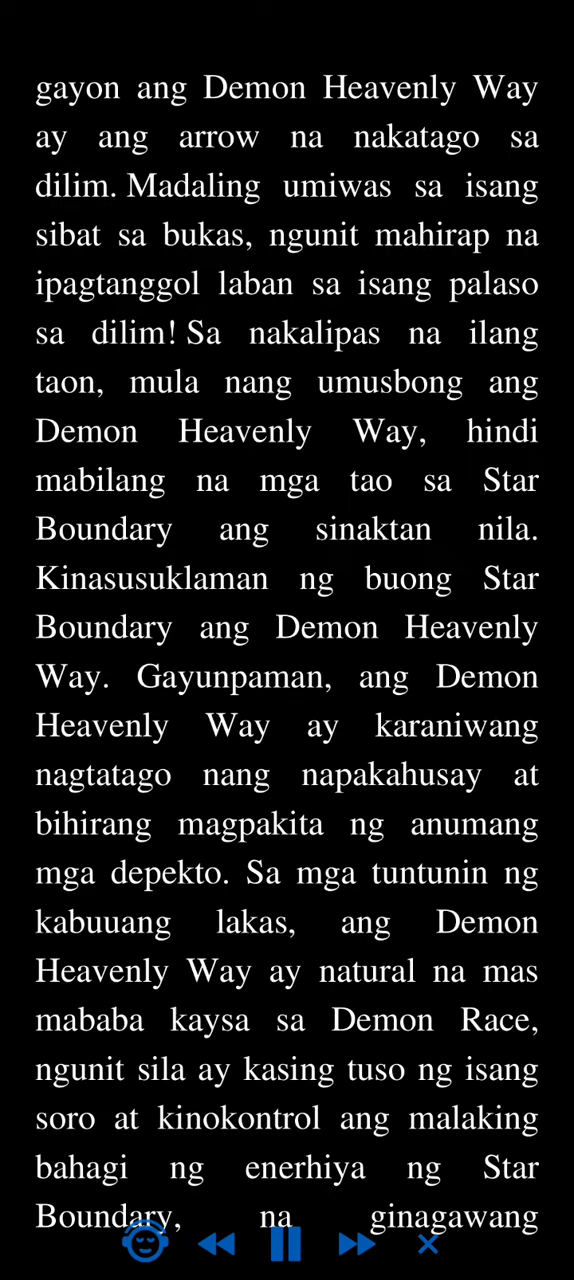 gayon ang Demon Heavenly Way
ay ang arrow na nakatago sa
dilim. Madaling umiwas sa isang
sibat sa bukas, ngunit mahirap na
ipagtanggol laban sa isang palaso
sa dilim! Sa nakalipas na ilang
taon, mula nang umusbong ang
Demon Heavenly Way, hindi
mabilang na mga tao sa Star
Boundary ang sinaktan nila.
Kinasusuklaman ng buong Star
Boundary ang Demon Heavenly
Way. Gayunpaman, ang Demon
Heavenly Way ay karaniwang
nagtatago nang napakahusay at
bihirang magpakita ng anumang
mga depekto. Sa mga tuntunin ng
kabuuang lakas, ang Demon
Heavenly Way ay natural na mas
mababa kaysa sa Demon Race,
ngunit sila ay kasing tuso ng isang
soro at kinokontrol ang malaking
bahagi ng enerhiya ng Star
Boundary, na ginagawang